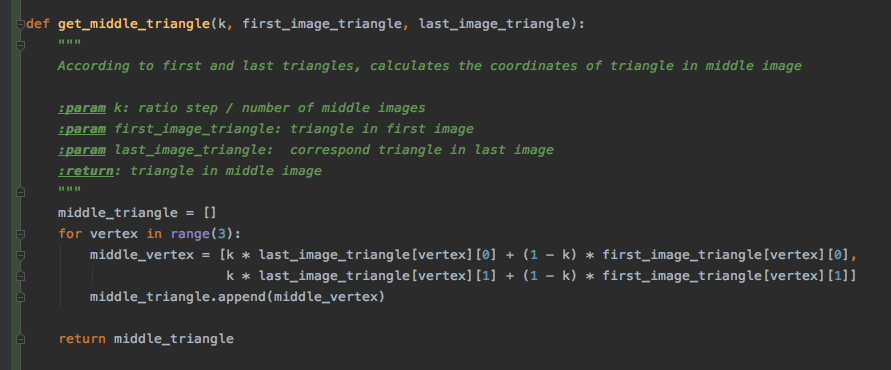 def get_middle_triangle(k, first_image_triangle, last_image_triangle):
    """
    According to first and last triangles, calculates the coordinates of triangle in middle image

    :param k: ratio step / number of middle images
    :param first_image_triangle: triangle in first image
    :param last_image_triangle:  correspond triangle in last image
    :return: triangle in middle image
    """
    middle_triangle = []
    for vertex in range(3):
        middle_vertex = [k * last_image_triangle[vertex][0] + (1 - k) * first_image_triangle[vertex][0],
                         k * last_image_triangle[vertex][1] + (1 - k) * first_image_triangle[vertex][1]]
        middle_triangle.append(middle_vertex)

    return middle_triangle